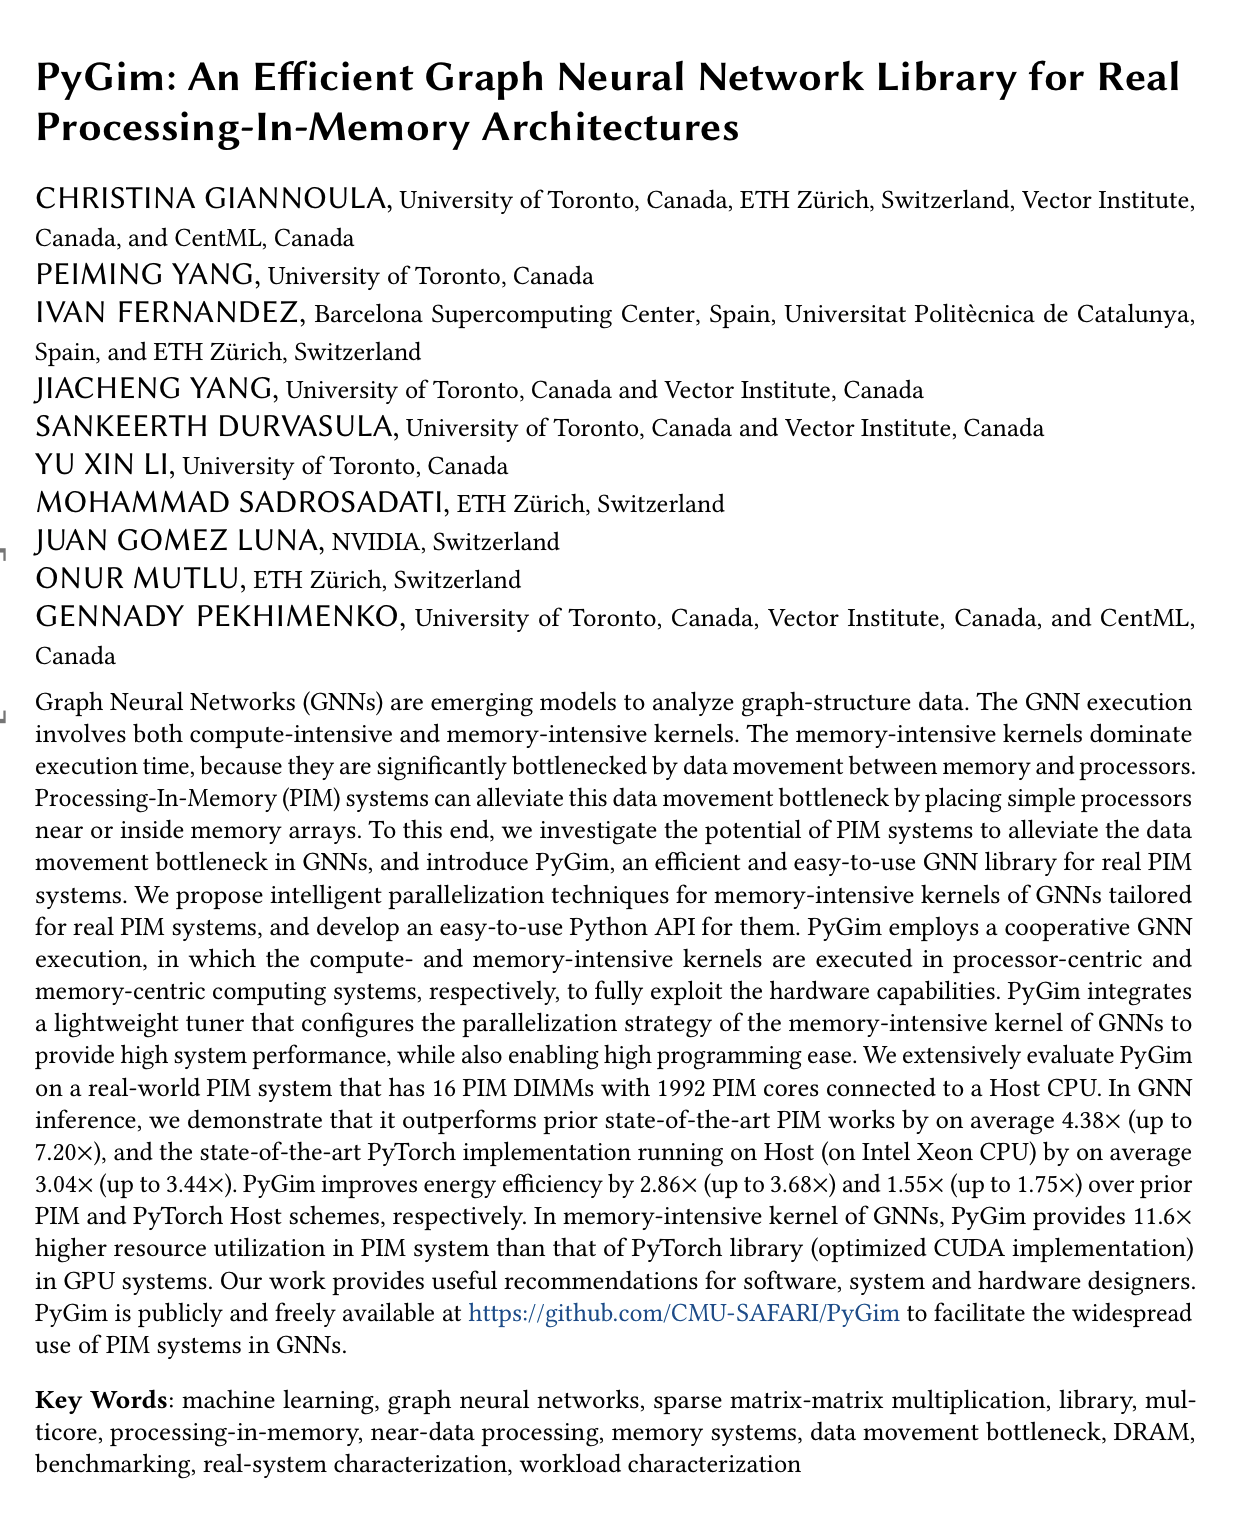 PyGim: An Efficient Graph Neural Network Library for Real
Processing-In-Memory Architectures
CHRISTINA GIANNOULA, University of Toronto, Canada, ETH Zürich, Switzerland, Vector Institute,
Canada, and CentML, Canada
PEIMING YANG, University of Toronto, Canada
IVAN FERNANDEZ, Barcelona Supercomputing Center, Spain, Universitat Politècnica de Catalunya,
Spain, and ETH Zürich, Switzerland
JIACHENG YANG, University of Toronto, Canada and Vector Institute, Canada
SANKEERTH DURVASULA, University of Toronto, Canada and Vector Institute, Canada
YU XIN LI, University of Toronto, Canada
MOHAMMAD SADROSADATI, ETH Zürich, Switzerland
JUAN GOMEZ LUNA, NVIDIA, Switzerland
ONUR MUTLU, ETH Zürich, Switzerland
GENNADY PEKHIMENKO, University of Toronto, Canada, Vector Institute, Canada, and CentML,
Canada
Graph Neural Networks (GNNs) are emerging models to analyze graph-structure data. The GNN execution
involves both compute-intensive and memory-intensive kernels. The memory-intensive kernels dominate
execution time, because they are significantly bottlenecked by data movement between memory and processors.
Processing-In-Memory (PIM) systems can alleviate this data movement bottleneck by placing simple processors
near or inside memory arrays. To this end, we investigate the potential of PIM systems to alleviate the data
movement bottleneck in GNNs, and introduce PyGim, an efficient and easy-to-use GNN library for real PIM
systems. We propose intelligent parallelization techniques for memory-intensive kernels of GNNs tailored
for real PIM systems, and develop an easy-to-use Python API for them. PyGim employs a cooperative GNN
execution, in which the compute- and memory-intensive kernels are executed in processor-centric and
memory-centric computing systems, respectively, to fully exploit the hardware capabilities. PyGim integrates
a lightweight tuner that configures the parallelization strategy of the memory-intensive kernel of GNNs to
provide high system performance, while also enabling high programming ease. We extensively evaluate PyGim
on a real-world PIM system that has 16 PIM DIMMs with 1992 PIM cores connected to a Host CPU. In GNN
inference, we demonstrate that it outperforms prior state-of-the-art PIM works by on average 4.38× (up to
7.20×), and the state-of-the-art PyTorch implementation running on Host (on Intel Xeon CPU) by on average
3.04× (up to 3.44×). PyGim improves energy efficiency by 2.86× (up to 3.68×) and 1.55× (up to 1.75×) over prior
PIM and PyTorch Host schemes, respectively. In memory-intensive kernel of GNNs, PyGim provides 11.6×
higher resource utilization in PIM system than that of PyTorch library (optimized CUDA implementation)
in GPU systems. Our work provides useful recommendations for software, system and hardware designers.
PyGim is publicly and freely available at https://github.com/CMU-SAFARI/PyGim to facilitate the widespread
use of PIM systems in GNNs.
Key Words: machine learning, graph neural networks, sparse matrix-matrix multiplication, library, mul-
ticore, processing-in-memory, near-data processing, memory systems, data movement bottleneck, DRAM,
benchmarking, real-system characterization, workload characterization